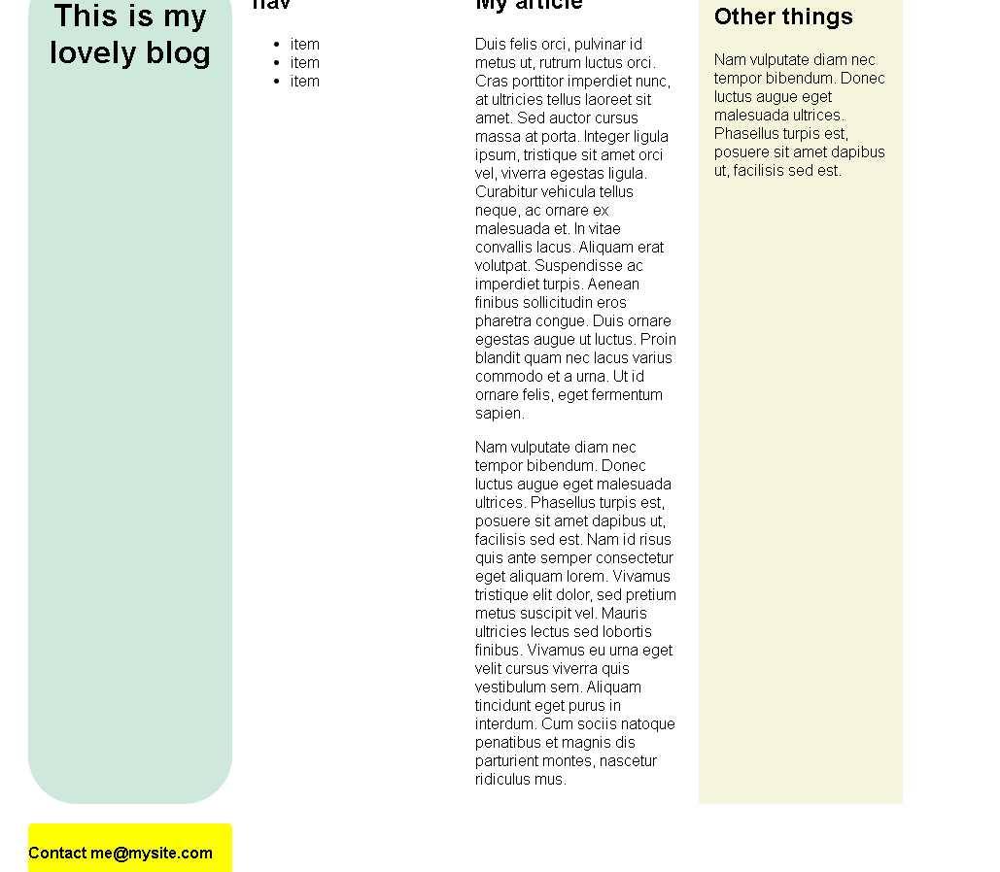 This is my
lovely blog
nav
item
item
item
My article
Duis felis orci, pulvinar id
metus ut, rutrum luctus orci.
Cras porttitor imperdiet nunc,
at ultricies tellus laoreet sit
amet. Sed auctor cursus
massa at porta. Integer ligula
ipsum, tristique sit amet orci
vel, viverra egestas ligula.
Curabitur vehicula tellus
neque, ac ornare ex
malesuada et. In vitae
convallis lacus. Aliquam erat
volutpat. Suspendisse ac
imperdiet turpis. Aenean
finibus sollicitudin eros
pharetra congue. Duis ornare
egestas augue ut luctus. Proin
blandit quam nec lacus varius
commodo et a urna. Ut id
ornare felis, eget fermentum
sapien.
Nam vulputate diam nec
tempor bibendum. Donec
luctus augue eget malesuada
ultrices. Phasellus turpis est,
posuere sit amet dapibus ut,
facilisis sed est. Nam id risus
quis ante semper consectetur
eget aliquam lorem. Vivamus
tristique elit dolor, sed pretium
metus suscipit vel. Mauris
ultricies lectus sed lobortis
finibus. Vivamus eu urna eget
velit cursus viverra quis
vestibulum sem. Aliquam
tincidunt eget purus in
interdum. Cum sociis natoque
penatibus et magnis dis
parturient montes, nascetur
ridiculus mus.
Other things
Nam vulputate diam nec
tempor bibendum. Donec
luctus augue eget
malesuada ultrices.
Phasellus turpis est,
posuere sit amet dapibus
ut, facilisis sed est.
Contact me@mysite.com